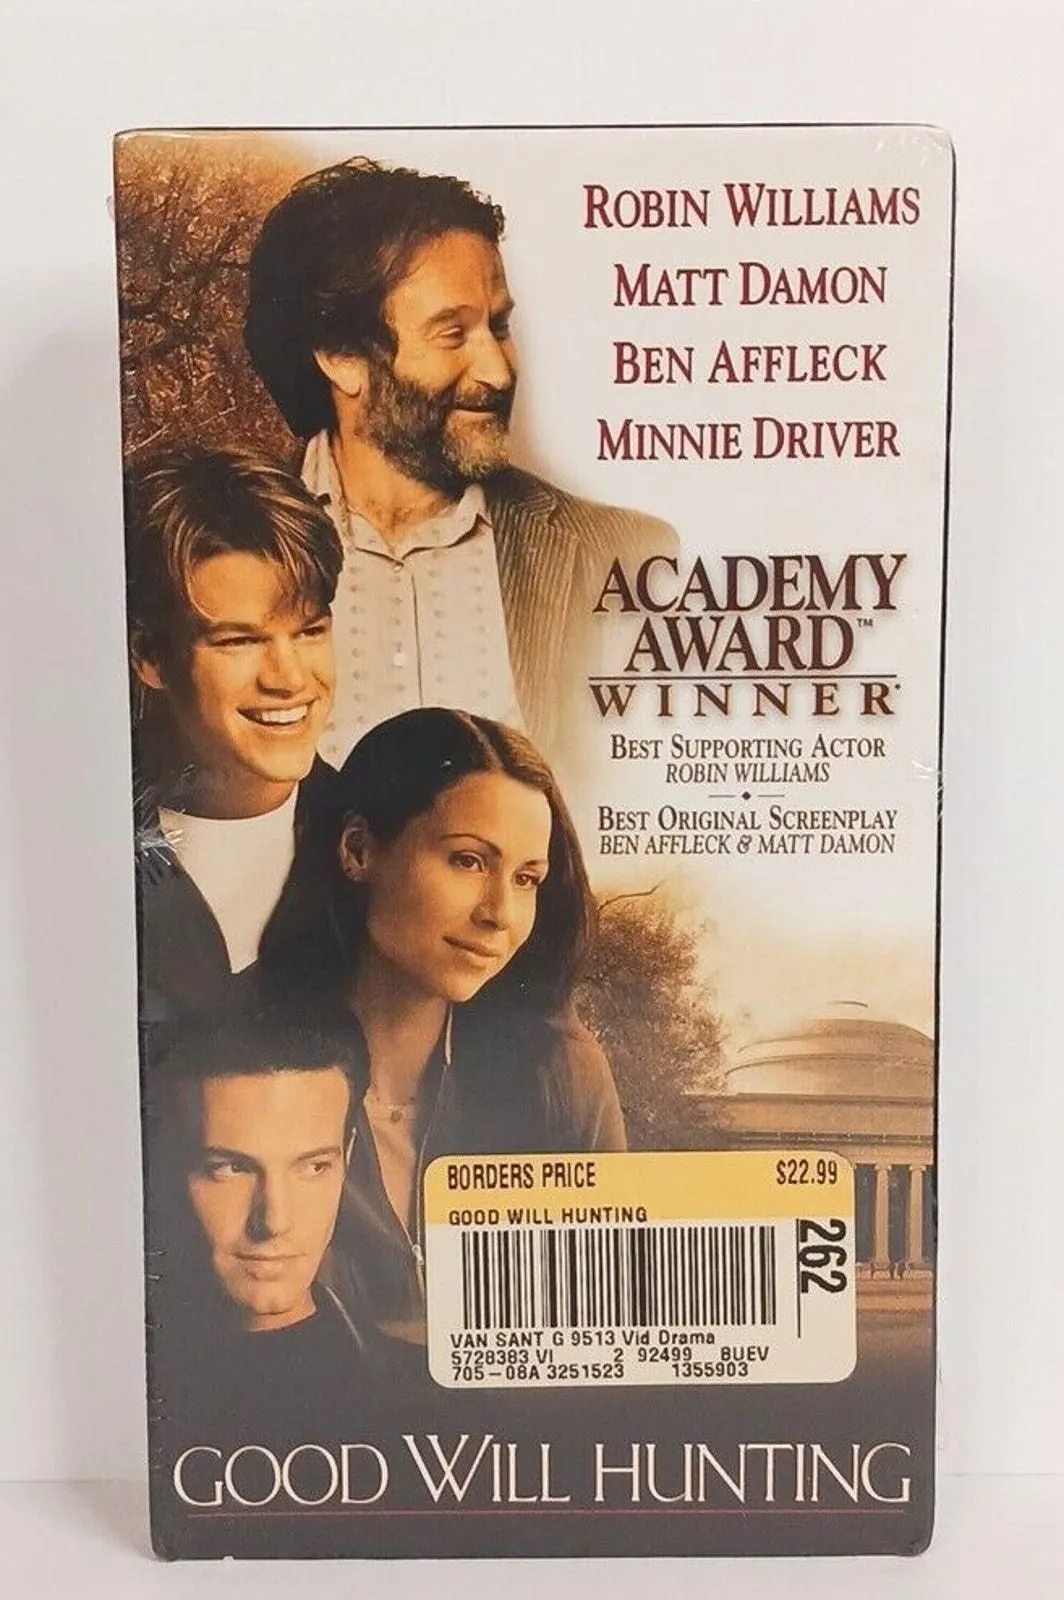 ROBIN WILLIAMS
MATT DAMON
BEN AFFLECK
MINNIE DRIVER
ACADEMY
AWARD™
WINNER®
BEST SUPPORTING ACTOR
ROBIN WILLIAMS
BEST ORIGINAL SCREENPLAY
BEN AFFLECK & MATT DAMON
BORDERS PRICE $22.99
GOOD WILL HUNTING
262
VAN SANT G 9513 Vid Drama
5728383 VI 2 92499 BUEV
705-08A 3251523 1355903
GOOD WILL HUNTING